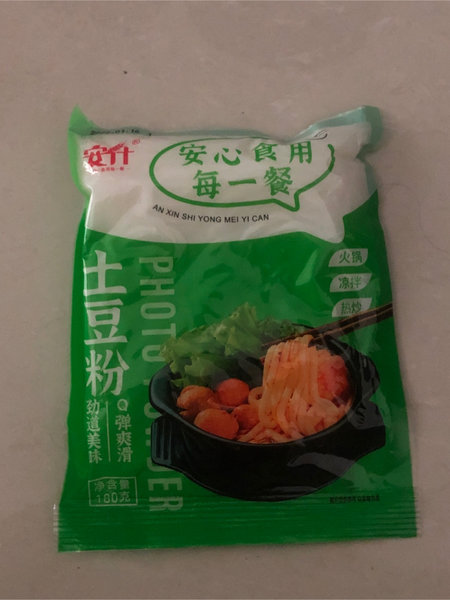 安什
®
安心食用
每一餐
AN XIN SHI YONG MEI YI CAN
火锅
凉拌
热炒
土豆粉
PHOTO
DER
劲道美味
Q弹爽滑
净含量
180克